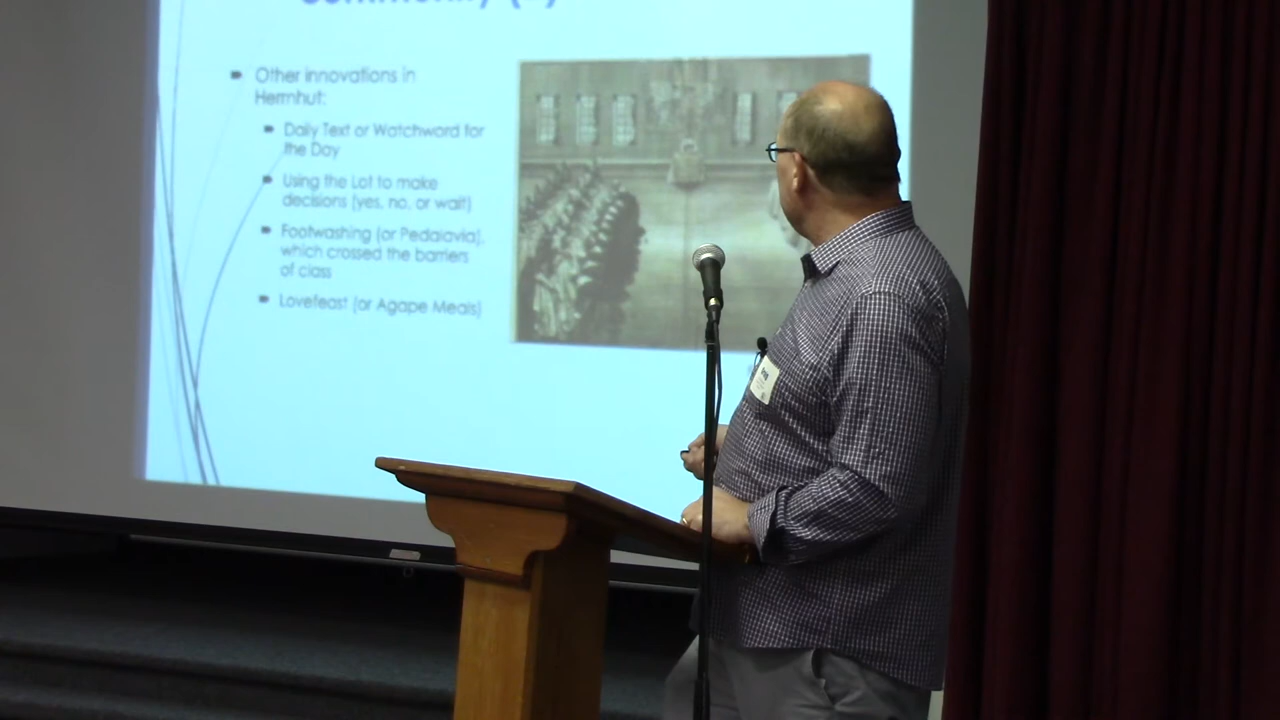 Community
Other innovations in
Herrnhut:
Daily Text or Watchword for
the Day
Using the Lot to make
decisions (yes, no, or wait)
Footwashing (or Pedalavia),
which crossed the barriers
of class
Lovefeast (or Agape Meals)